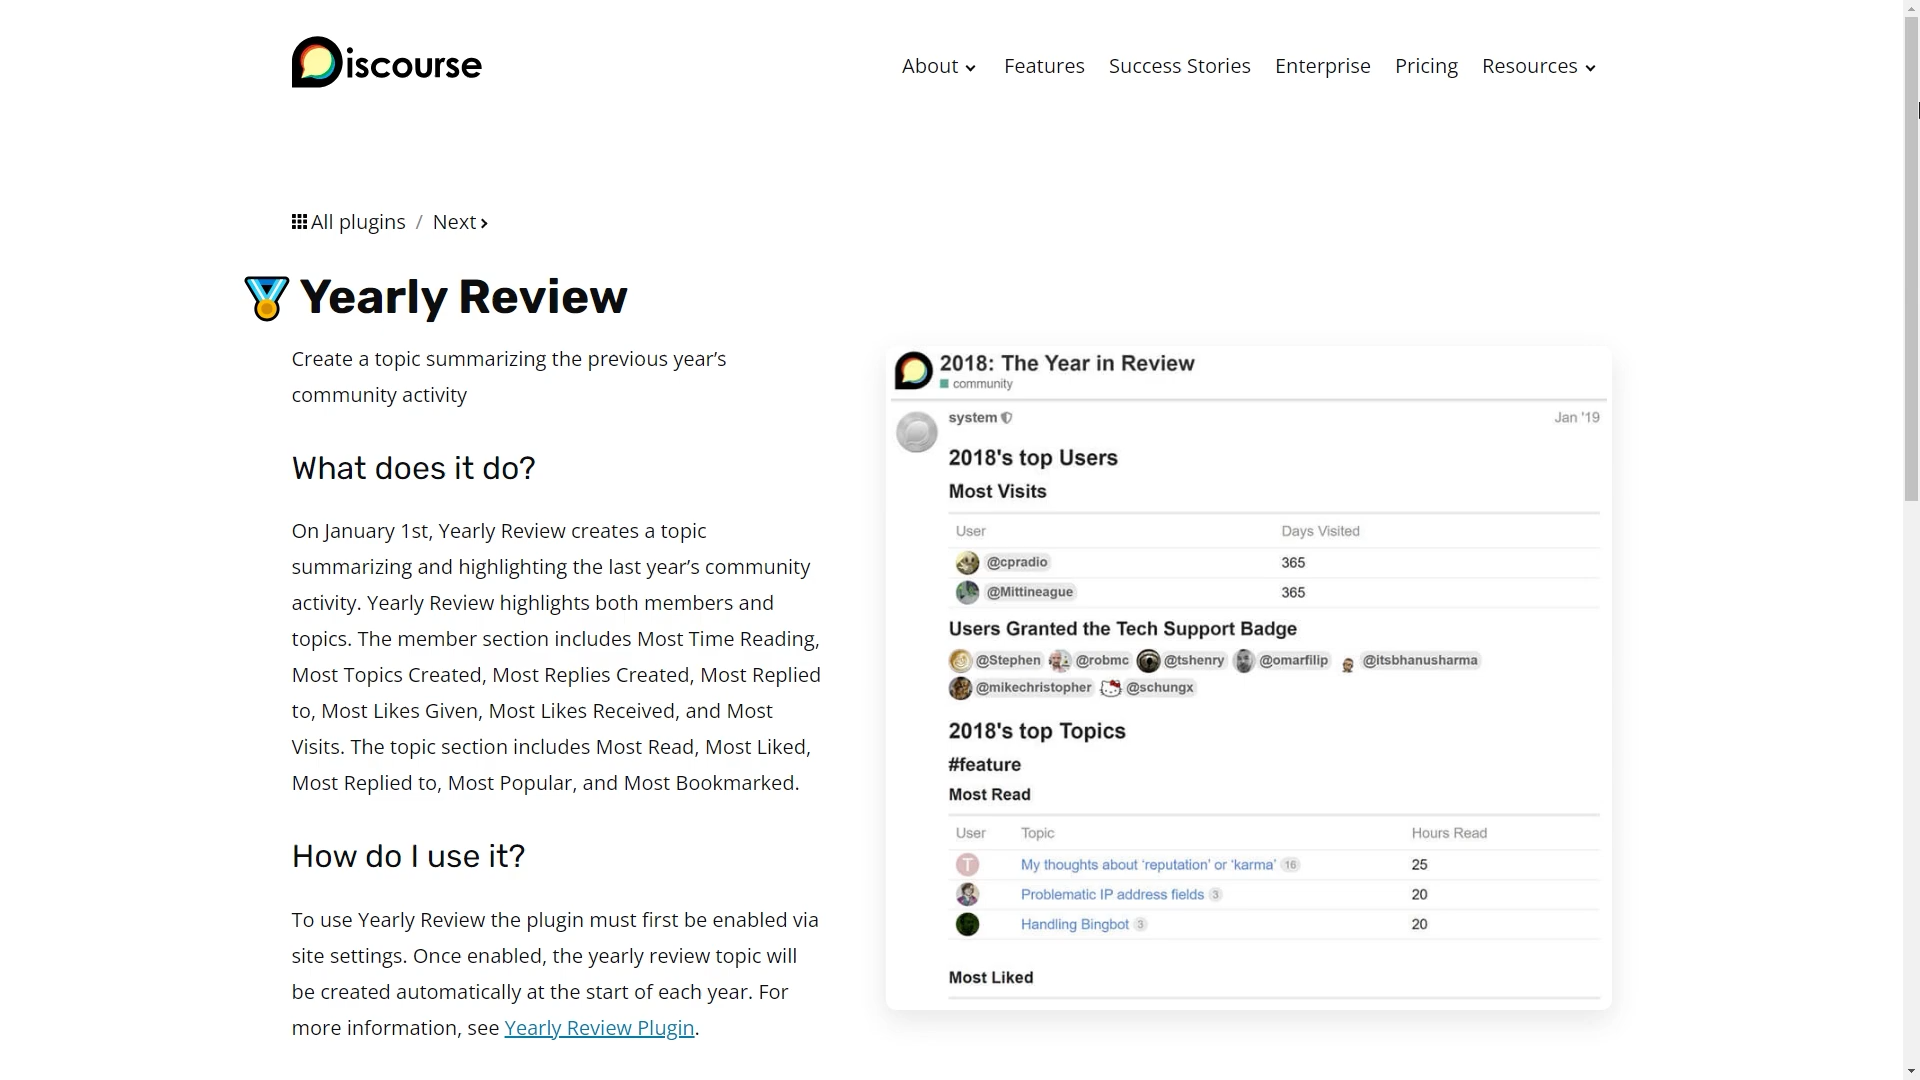 Discourse
About
Features
Success Stories
Enterprise
Pricing
Resources
All plugins / Next
Yearly Review
Create a topic summarizing the previous year’s
community activity
What does it do?
On January 1st, Yearly Review creates a topic
summarizing and highlighting the last year’s community
activity. Yearly Review highlights both members and
topics. The member section includes Most Time Reading,
Most Topics Created, Most Replies Created, Most Replied
to, Most Likes Given, Most Likes Received, and Most
Visits. The topic section includes Most Read, Most Liked,
Most Replied to, Most Popular, and Most Bookmarked.
How do I use it?
To use Yearly Review the plugin must first be enabled via
site settings. Once enabled, the yearly review topic will
be created automatically at the start of each year. For
more information, see Yearly Review Plugin.
2018: The Year in Review
community
system
Jan '19
2018's top Users
Most Visits
User Days Visited
@cpradio 365
@Mittineague 365
Users Granted the Tech Support Badge
@Stephen @robmc @tshenry @omarfilip @itsbhanusharma
@mikechristopher @schungx
2018's top Topics
#feature
Most Read
User Topic Hours Read
T My thoughts about ‘reputation’ or ‘karma’ 16 25
Problematic IP address fields 3 20
Handling Bingbot 3 20
Most Liked